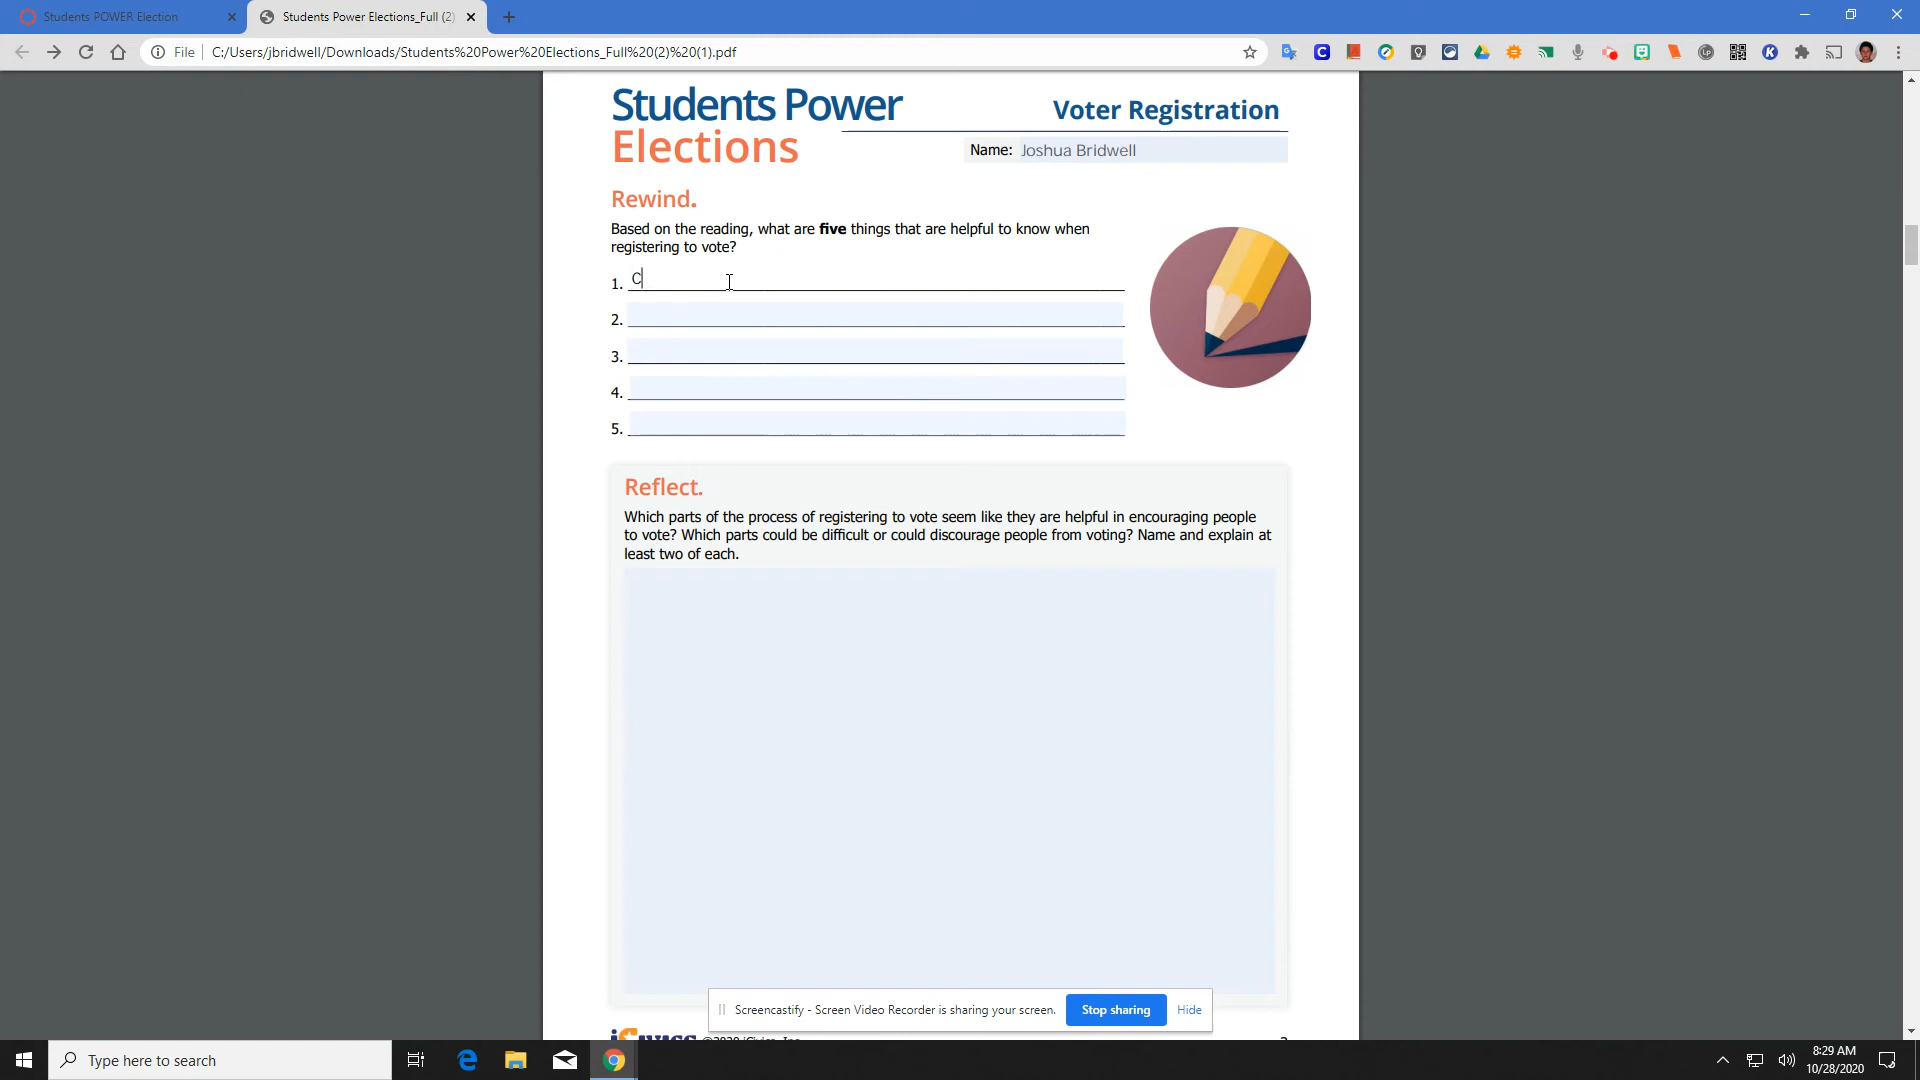 Students POWER Election
Students Power Elections_Full (2)
File
C:/Users/jbridwell/Downloads/Students%20Power%20Elections_Full%20(2)%20(1).pdf
Students Power
Elections
Voter Registration
Name: Joshua Bridwell
Rewind.
Based on the reading, what are five things that are helpful to know when
registering to vote?
1. C
2.
3.
4.
5.
Reflect.
Which parts of the process of registering to vote seem like they are helpful in encouraging people
to vote? Which parts could be difficult or could discourage people from voting? Name and explain at
least two of each.
Screencastify - Screen Video Recorder is sharing your screen.
Stop sharing
Hide
Type here to search
8:29 AM
10/28/2020